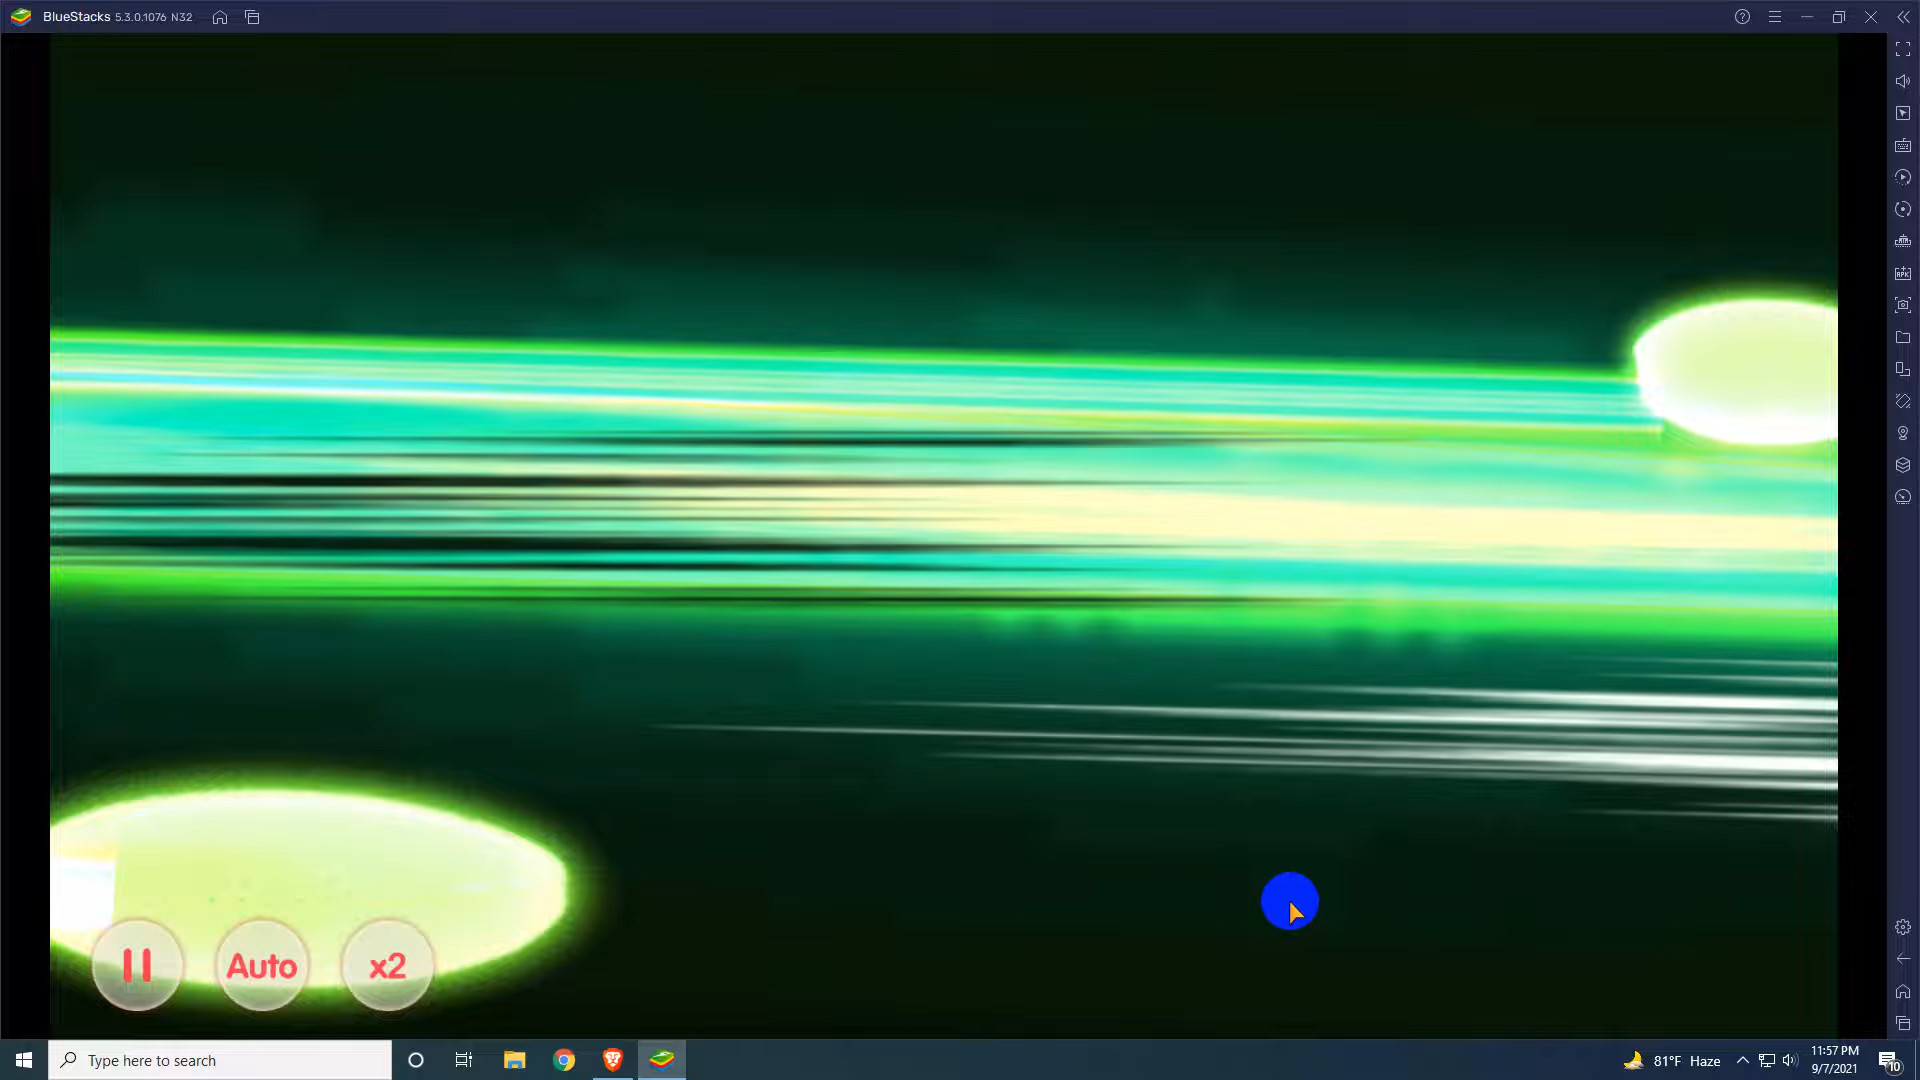 BlueStacks 5.3.0.1076 N32
APK
Auto
x2
Type here to search
81°F Haze
11:57 PM
9/7/2021
10